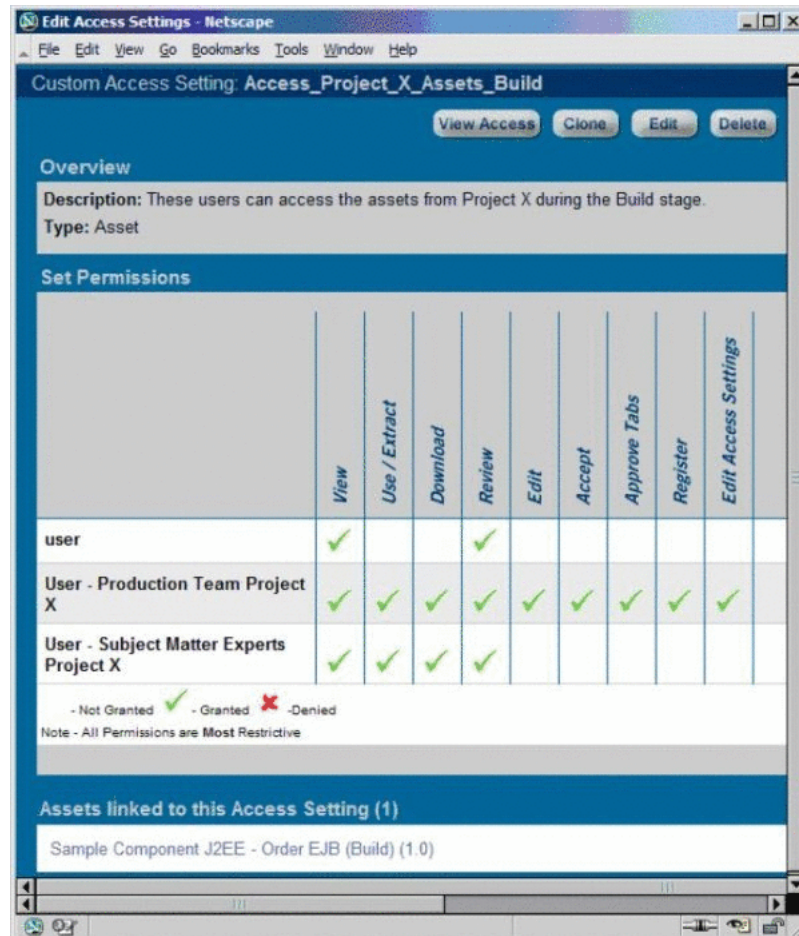 Edit Access Settings - Netscape
File Edit View Go Bookmarks Tools Window Help
Custom Access Setting: Access_Project_X_Assets_Build
View Access Clone Edit Delete
Overview
Description: These users can access the assets from Project X during the Build stage.
Type: Asset
Set Permissions
View
Use / Extract
Download
Review
Edit
Accept
Approve Tabs
Register
Edit Access Settings
user
User - Production Team Project
X
User - Subject Matter Experts
Project X
- Not Granted - Granted -Denied
Note - All Permissions are Most Restrictive
Assets linked to this Access Setting (1)
Sample Component J2EE - Order EJB (Build) (1.0)